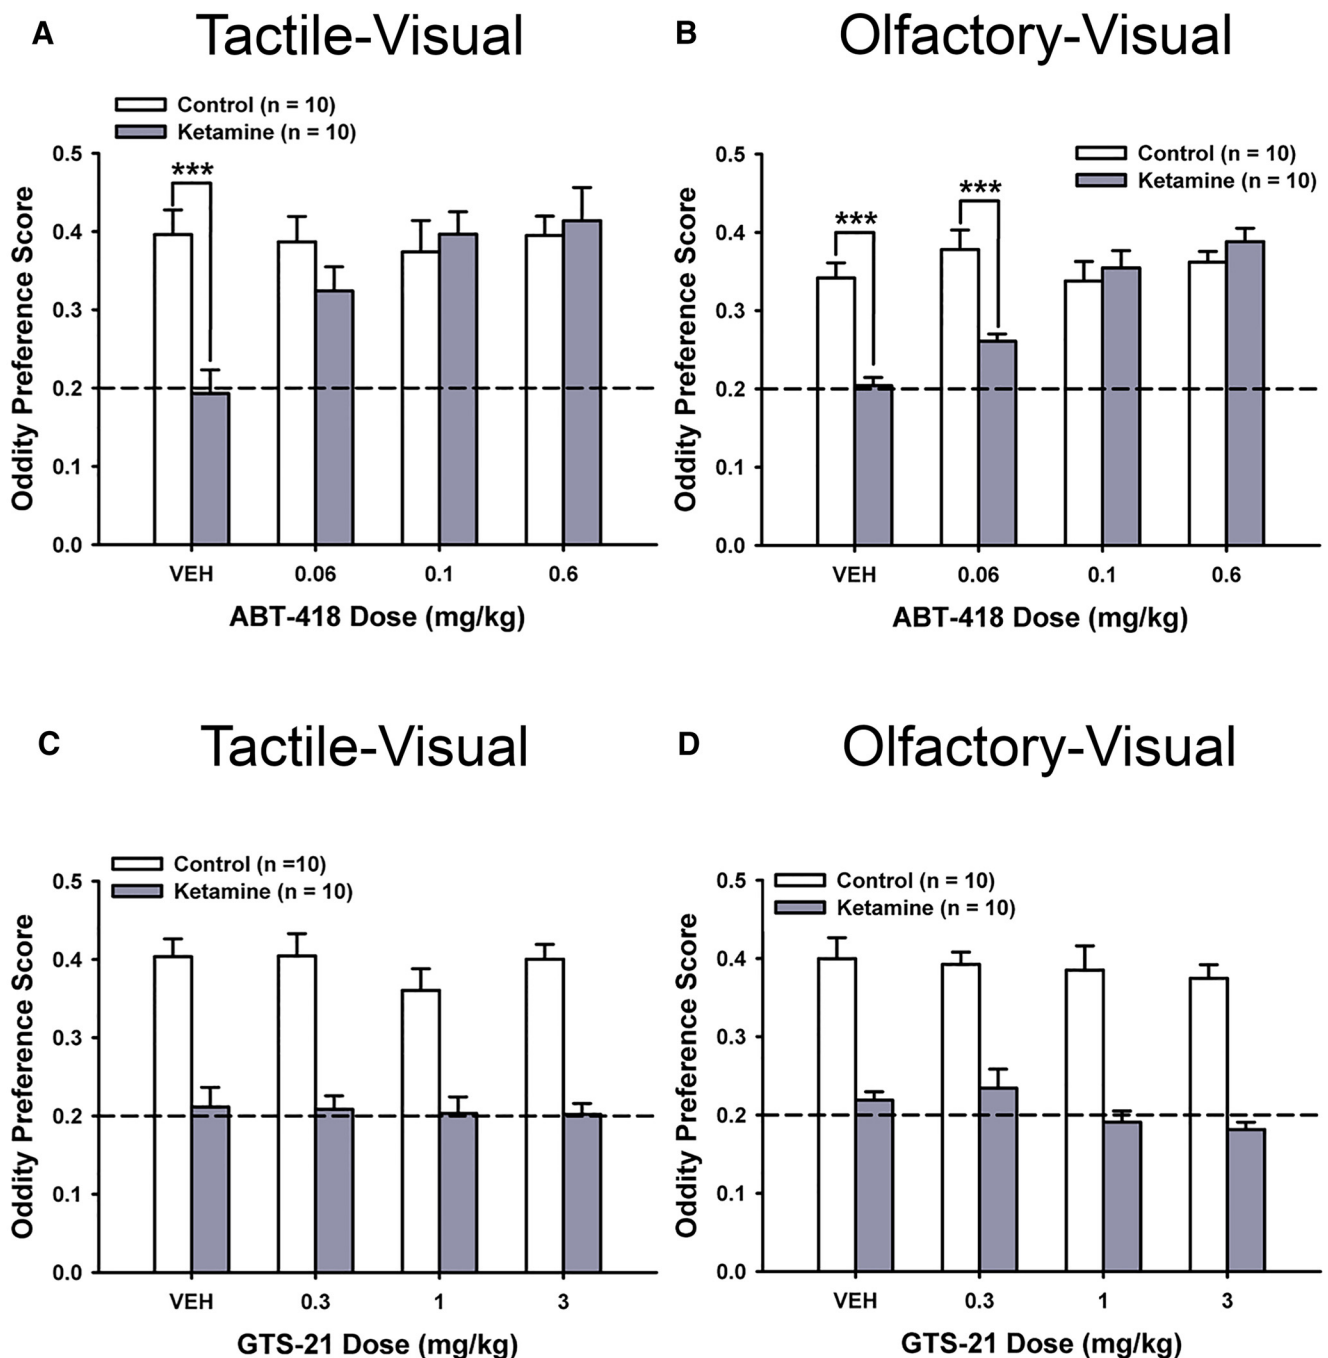 A
Tactile-Visual
Control (n = 10)
Ketamine (n = 10)
***
Oddity Preference Score
0.5
0.4
0.3
0.2
0.1
0.0
VEH
0.06
0.1
0.6
ABT-418 Dose (mg/kg)
B
Olfactory-Visual
Control (n = 10)
Ketamine (n = 10)
***
***
Oddity Preference Score
0.5
0.4
0.3
0.2
0.1
0.0
VEH
0.06
0.1
0.6
ABT-418 Dose (mg/kg)
C
Tactile-Visual
Control (n =10)
Ketamine (n = 10)
Oddity Preference Score
0.5
0.4
0.3
0.2
0.1
0.0
VEH
0.3
1
3
GTS-21 Dose (mg/kg)
D
Olfactory-Visual
Control (n = 10)
Ketamine (n = 10)
Oddity Preference Score
0.5
0.4
0.3
0.2
0.1
0.0
VEH
0.3
1
3
GTS-21 Dose (mg/kg)